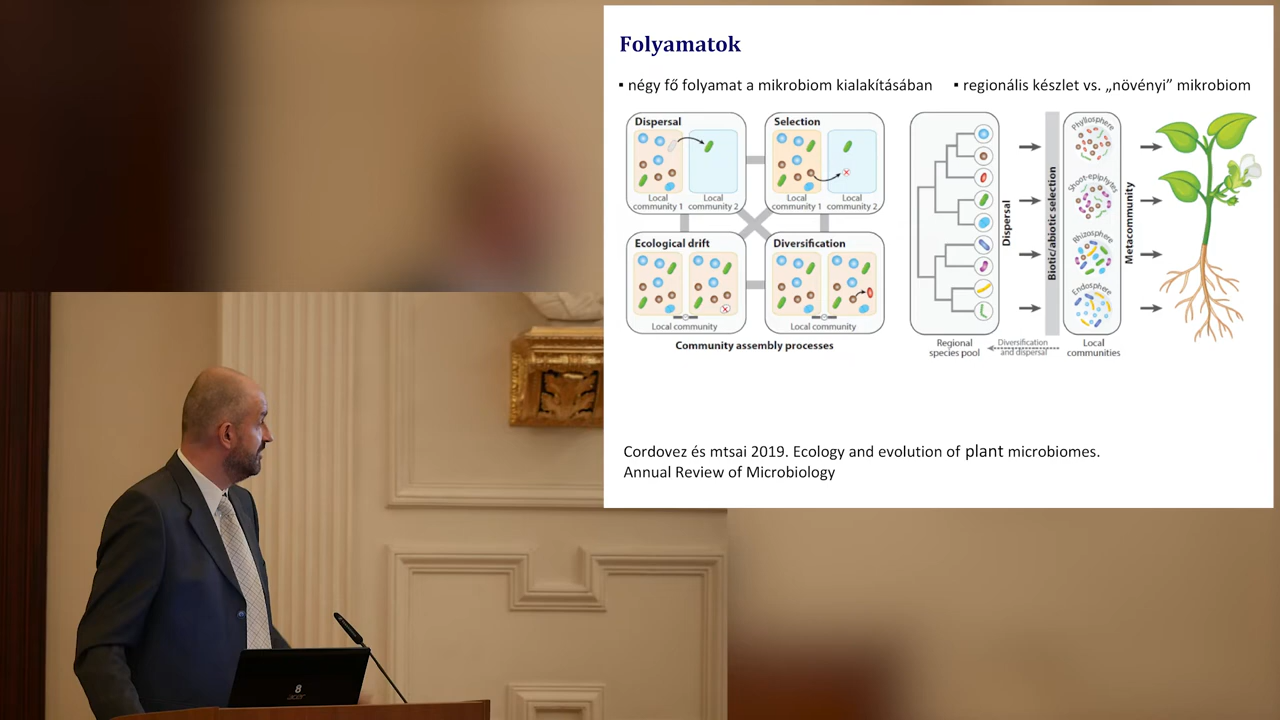 Folyamatok
▪ négy fő folyamat a mikrobiom kialakításában
▪ regionális készlet vs. „növényi” mikrobiom
Dispersal
Local community 1
Local community 2
Selection
Local community 1
Local community 2
Ecological drift
Local community
Diversification
Local community
Community assembly processes
Regional species pool
Dispersal
Biotic/abiotic selection
Diversification and dispersal
Phyllosphere
Shoot-epiphytes
Rhizosphere
Endosphere
Local communities
Metacommunity
Cordovez és mtsai 2019. Ecology and evolution of plant microbiomes.
Annual Review of Microbiology
8
acer